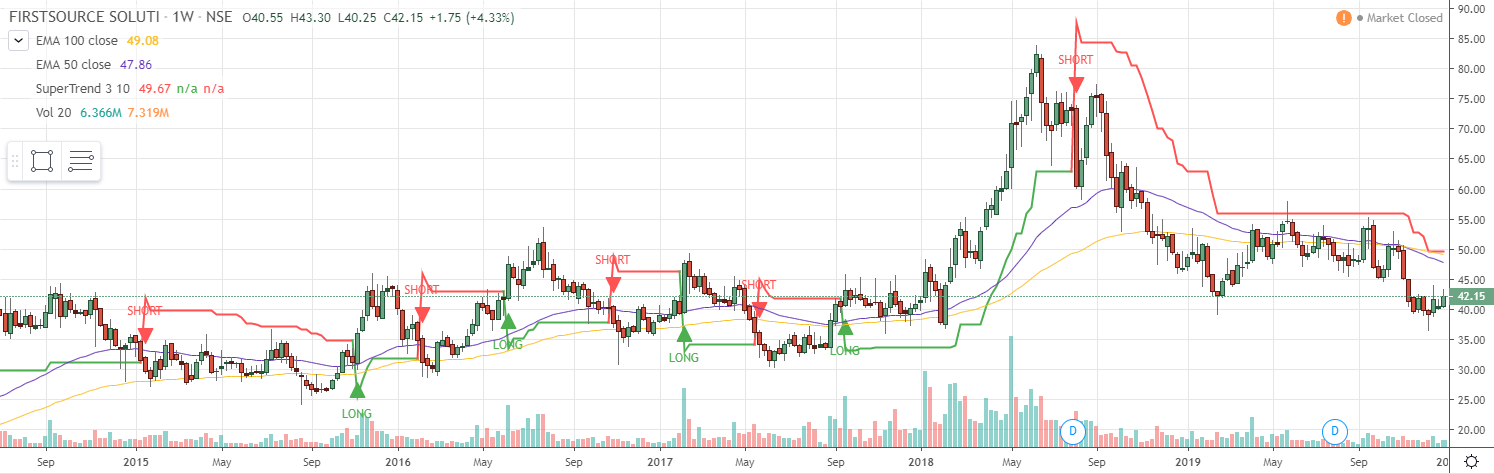 FIRSTSOURCE SOLUTI · 1W · NSE O40.55 H43.30 L40.25 C42.15 +1.75 (+4.33%)
Market Closed
EMA 100 close 49.08
EMA 50 close 47.86
SuperTrend 3 10 49.67 n/a n/a
Vol 20 6.366M 7.319M
90.00
85.00
80.00
75.00
70.00
65.00
60.00
55.00
50.00
45.00
42.15
40.00
35.00
30.00
25.00
20.00
SHORT
LONG
SHORT
LONG
SHORT
LONG
SHORT
LONG
SHORT
D
D
Sep 2015 May Sep 2016 May Sep 2017 May Sep 2018 May Sep 2019 May Sep 20